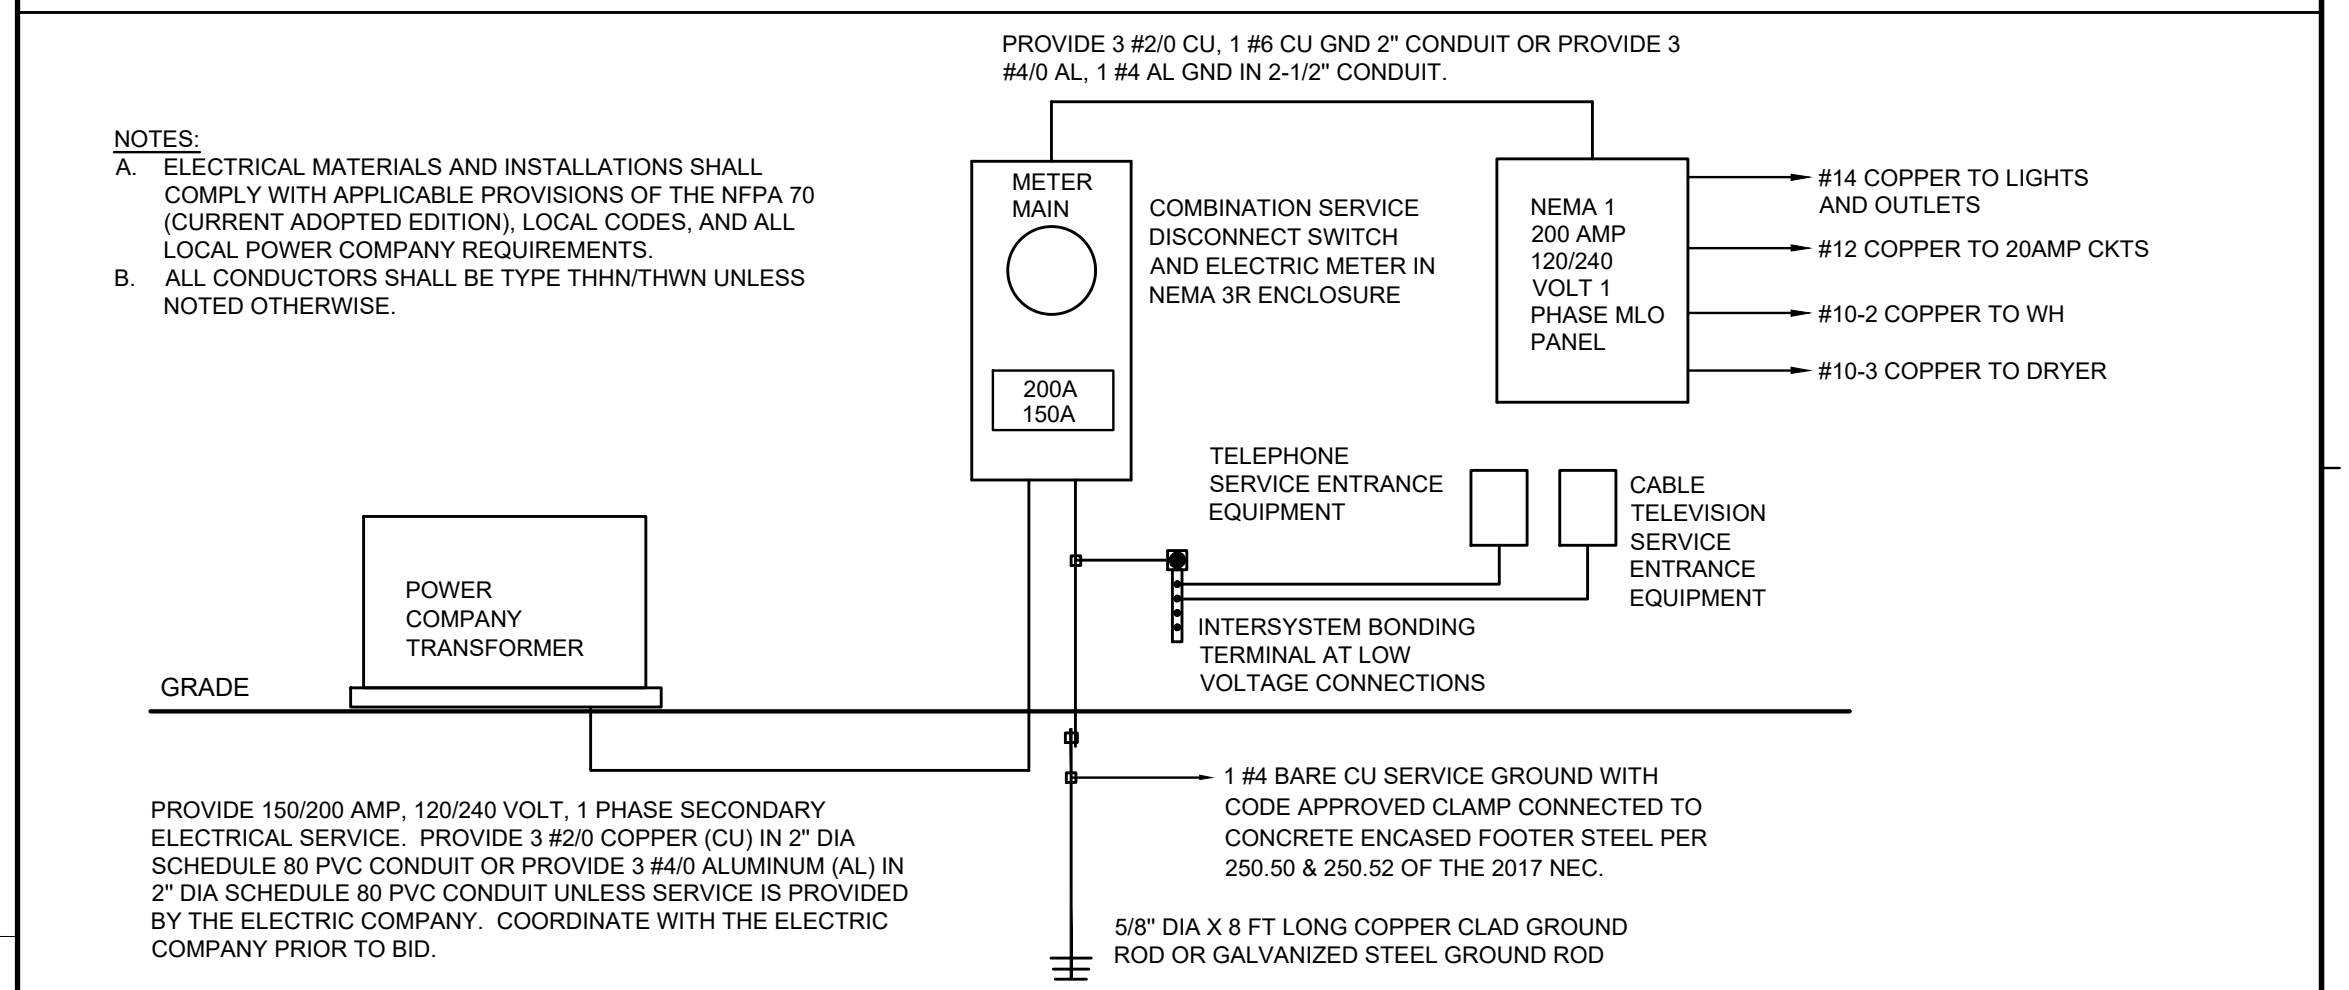 PROVIDE 3 #2/0 CU, 1 #6 CU GND 2" CONDUIT OR PROVIDE 3
#4/0 AL, 1 #4 AL GND IN 2-1/2" CONDUIT.
NOTES:
A. ELECTRICAL MATERIALS AND INSTALLATIONS SHALL
COMPLY WITH APPLICABLE PROVISIONS OF THE NFPA 70
(CURRENT ADOPTED EDITION), LOCAL CODES, AND ALL
LOCAL POWER COMPANY REQUIREMENTS.
B. ALL CONDUCTORS SHALL BE TYPE THHN/THWN UNLESS
NOTED OTHERWISE.
METER
MAIN
200A
150A
COMBINATION SERVICE
DISCONNECT SWITCH
AND ELECTRIC METER IN
NEMA 3R ENCLOSURE
NEMA 1
200 AMP
120/240
VOLT 1
PHASE MLO
PANEL
#14 COPPER TO LIGHTS
AND OUTLETS
#12 COPPER TO 20AMP CKTS
#10-2 COPPER TO WH
#10-3 COPPER TO DRYER
TELEPHONE
SERVICE ENTRANCE
EQUIPMENT
CABLE
TELEVISION
SERVICE
ENTRANCE
EQUIPMENT
POWER
COMPANY
TRANSFORMER
INTERSYSTEM BONDING
TERMINAL AT LOW
VOLTAGE CONNECTIONS
GRADE
1 #4 BARE CU SERVICE GROUND WITH
CODE APPROVED CLAMP CONNECTED TO
CONCRETE ENCASED FOOTER STEEL PER
250.50 & 250.52 OF THE 2017 NEC.
PROVIDE 150/200 AMP, 120/240 VOLT, 1 PHASE SECONDARY
ELECTRICAL SERVICE. PROVIDE 3 #2/0 COPPER (CU) IN 2" DIA
SCHEDULE 80 PVC CONDUIT OR PROVIDE 3 #4/0 ALUMINUM (AL) IN
2" DIA SCHEDULE 80 PVC CONDUIT UNLESS SERVICE IS PROVIDED
BY THE ELECTRIC COMPANY. COORDINATE WITH THE ELECTRIC
COMPANY PRIOR TO BID.
5/8" DIA X 8 FT LONG COPPER CLAD GROUND
ROD OR GALVANIZED STEEL GROUND ROD